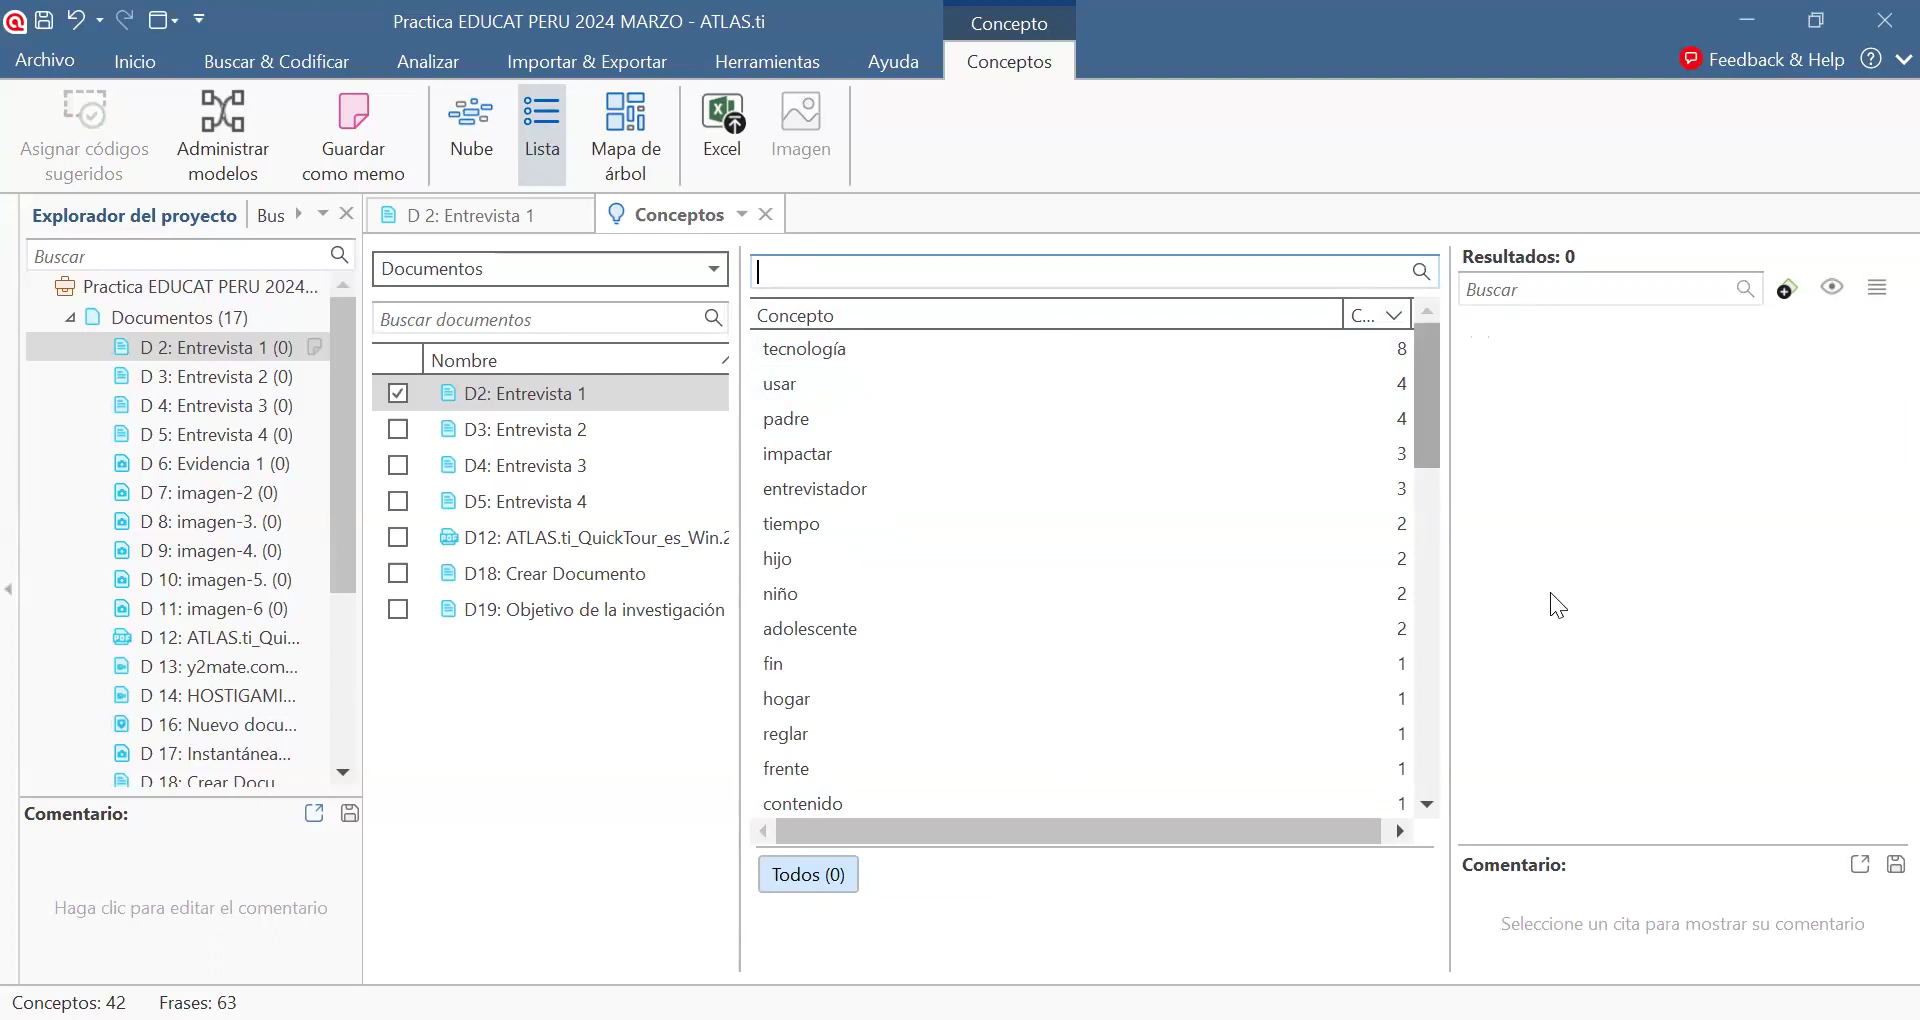 Practica EDUCAT PERU 2024 MARZO - ATLAS.ti
Concepto
Archivo
Inicio
Buscar & Codificar
Analizar
Importar & Exportar
Herramientas
Ayuda
Conceptos
Feedback & Help
Asignar códigos
sugeridos
Administrar
modelos
Guardar
como memo
Nube
Lista
Mapa de
árbol
Excel
Imagen
Explorador del proyecto
Bus
Buscar
Practica EDUCAT PERU 2024...
Documentos (17)
D 2: Entrevista 1 (0)
D 3: Entrevista 2 (0)
D 4: Entrevista 3 (0)
D 5: Entrevista 4 (0)
D 6: Evidencia 1 (0)
D 7: imagen-2 (0)
D 8: imagen-3. (0)
D 9: imagen-4. (0)
D 10: imagen-5. (0)
D 11: imagen-6 (0)
D 12: ATLAS.ti_Qui...
D 13: y2mate.com...
D 14: HOSTIGAMI...
D 16: Nuevo docu...
D 17: Instantánea...
D 18: Crear Docu
Comentario:
Haga clic para editar el comentario
D 2: Entrevista 1
Conceptos
Documentos
Buscar documentos
Nombre
D2: Entrevista 1
D3: Entrevista 2
D4: Entrevista 3
D5: Entrevista 4
D12: ATLAS.ti_QuickTour_es_Win.2
D18: Crear Documento
D19: Objetivo de la investigación
Concepto C...
tecnología 8
usar 4
padre 4
impactar 3
entrevistador 3
tiempo 2
hijo 2
niño 2
adolescente 2
fin 1
hogar 1
reglar 1
frente 1
contenido 1
Todos (0)
Resultados: 0
Buscar
Comentario:
Seleccione un cita para mostrar su comentario
Conceptos: 42 Frases: 63